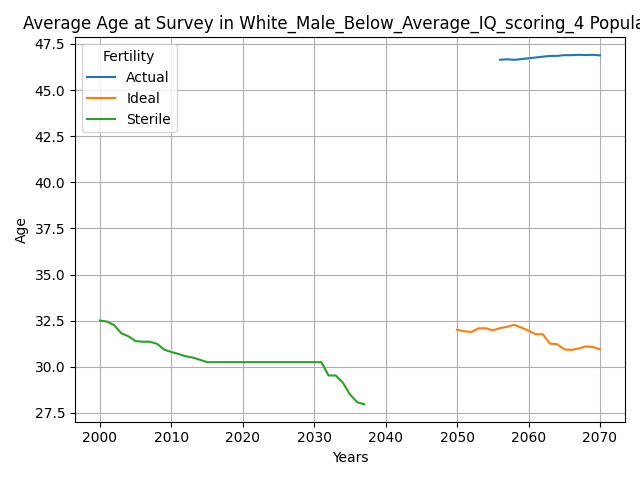 Average Age at Survey in White_Male_Below_Average_IQ_scoring_4 Popula
47.5
45.0
42.5
40.0
37.5
35.0
32.5
30.0
27.5
Age
Fertility
Actual
Ideal
Sterile
2000 2010 2020 2030 2040 2050 2060 2070
Years